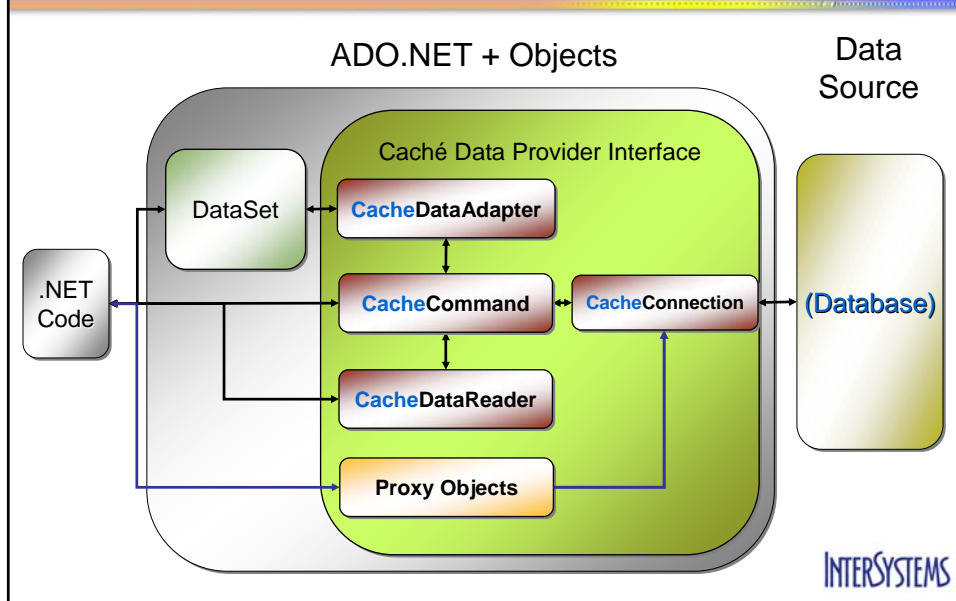 ADO.NET + Objects
Data
Source
Caché Data Provider Interface
DataSet
CacheDataAdapter
.NET
Code
CacheCommand
CacheConnection
(Database)
CacheDataReader
Proxy Objects
INTERSYSTEMS